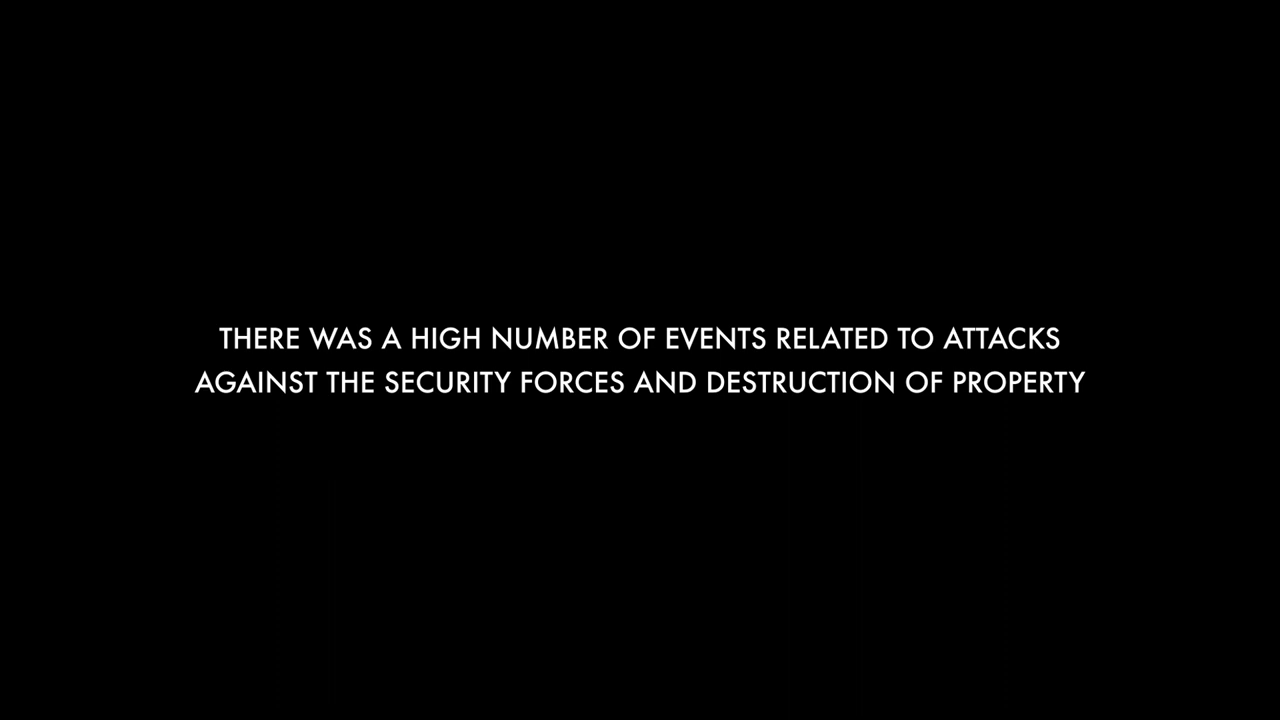 THERE WAS A HIGH NUMBER OF EVENTS RELATED TO ATTACKS
AGAINST THE SECURITY FORCES AND DESTRUCTION OF PROPERTY